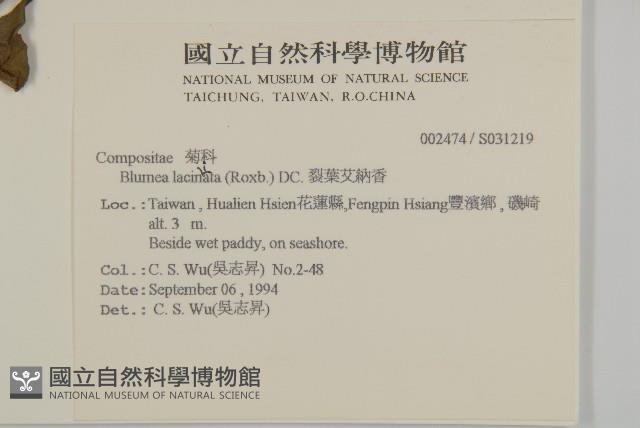 國立自然科學博物館
NATIONAL MUSEUM OF NATURAL SCIENCE
TAICHUNG, TAIWAN, R.O.CHINA
002474 / S031219
Compositae 菊科
Blumea lacinata (Roxb.) DC. 裂葉艾納香
Loc.:Taiwan , Hualien Hsien花蓮縣,Fengpin Hsiang豐濱鄉 , 磯崎
alt. 3 m.
Beside wet paddy, on seashore.
Col.: C. S. Wu(吳志昇) No.2-48
Date:September 06 , 1994
Det.: C. S. Wu(吳志昇)
國立自然科學博物館
NATIONAL MUSEUM OF NATURAL SCIENCE